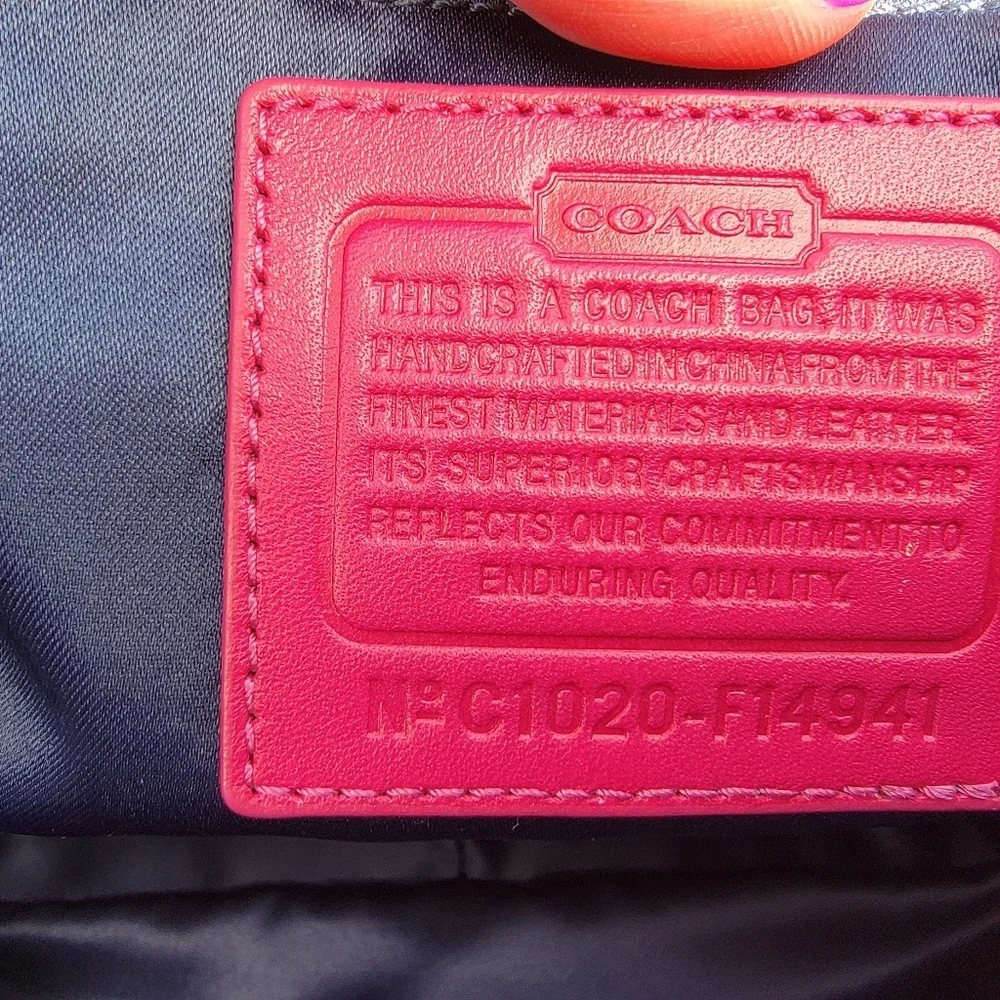 COACH
THIS IS A COACH BAG. IT WAS
HANDCRAFTED IN CHINA FROM THE
FINEST MATERIALS AND LEATHER.
ITS SUPERIOR CRAFTSMANSHIP
REFLECTS OUR COMMITMENT TO
ENDURING QUALITY.
Nº C1020-F14941